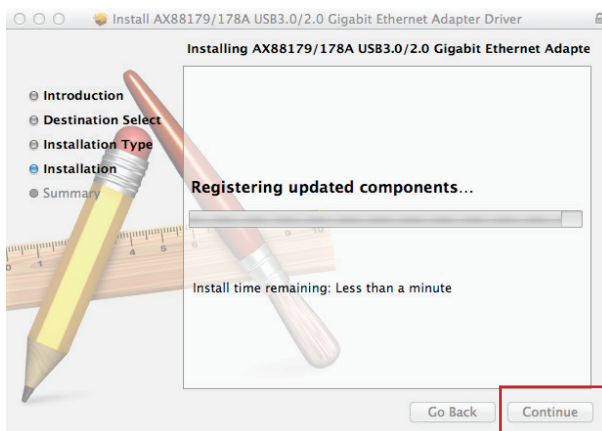 Install AX88179/178A USB3.0/2.0 Gigabit Ethernet Adapter Driver
Installing AX88179/178A USB3.0/2.0 Gigabit Ethernet Adapte
Introduction
Destination Select
Installation Type
Installation
Summary
Registering updated components...
Install time remaining: Less than a minute
Go Back
Continue